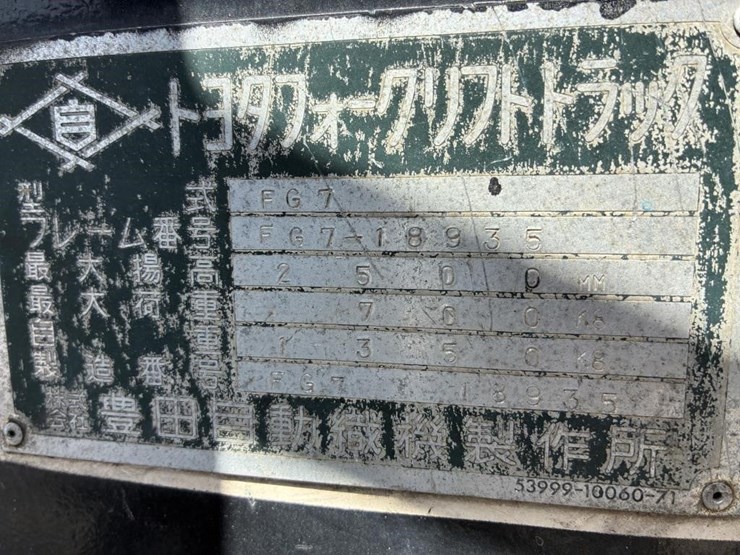 自
トヨタフォークリフトトラック
型式 FG7
フレーム番号 FG7-18935
最大揚高 2500 MM
最大荷重 700 KG
自重 1350 KG
製造番号 FG7 18935
豊田自動織機製作所
53999-10060-71